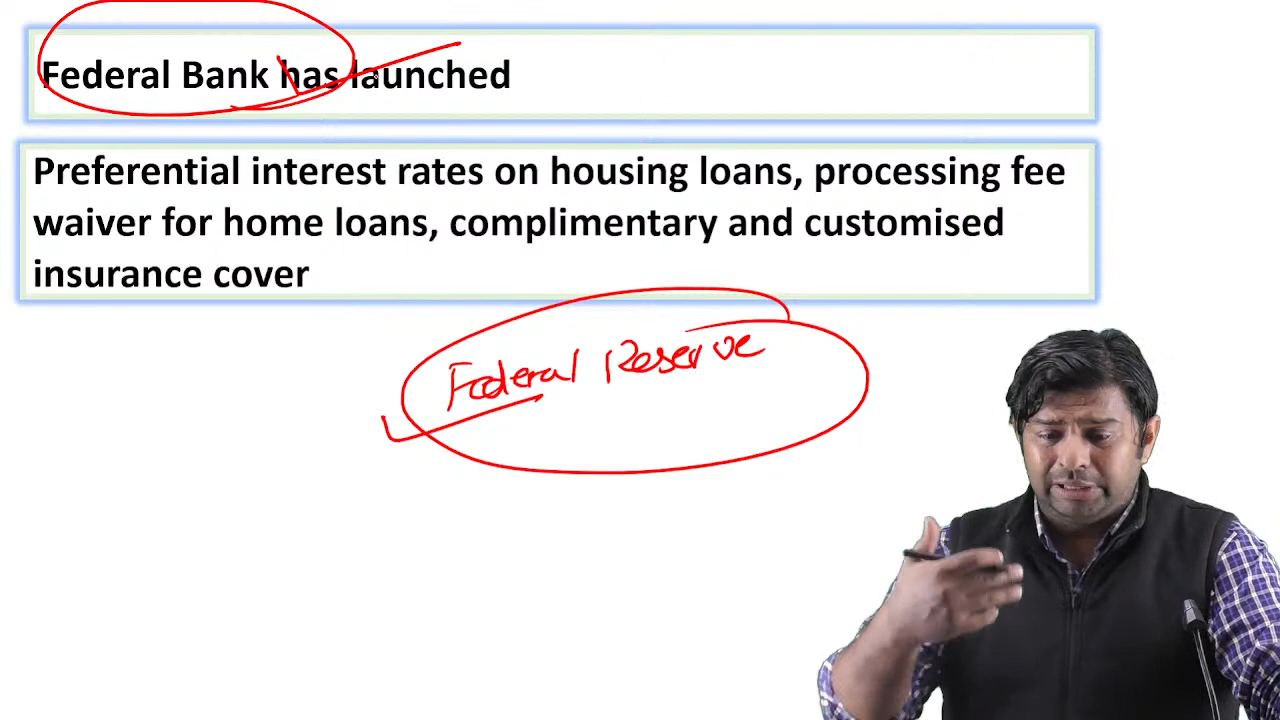 Federal Bank has launched
Preferential interest rates on housing loans, processing fee
waiver for home loans, complimentary and customised
insurance cover
Federal Reserve